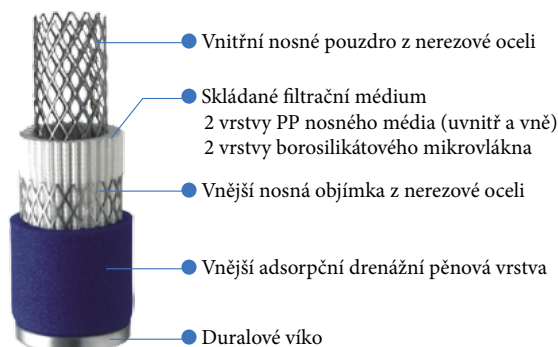 Vnitřní nosné pouzdro z nerezové oceli
Skládané filtrační médium
2 vrstvy PP nosného média (uvnitř a vně)
2 vrstvy borosilikátového mikrovlákna
Vnější nosná objímka z nerezové oceli
Vnější adsorpční drenážní pěnová vrstva
Duralové víko